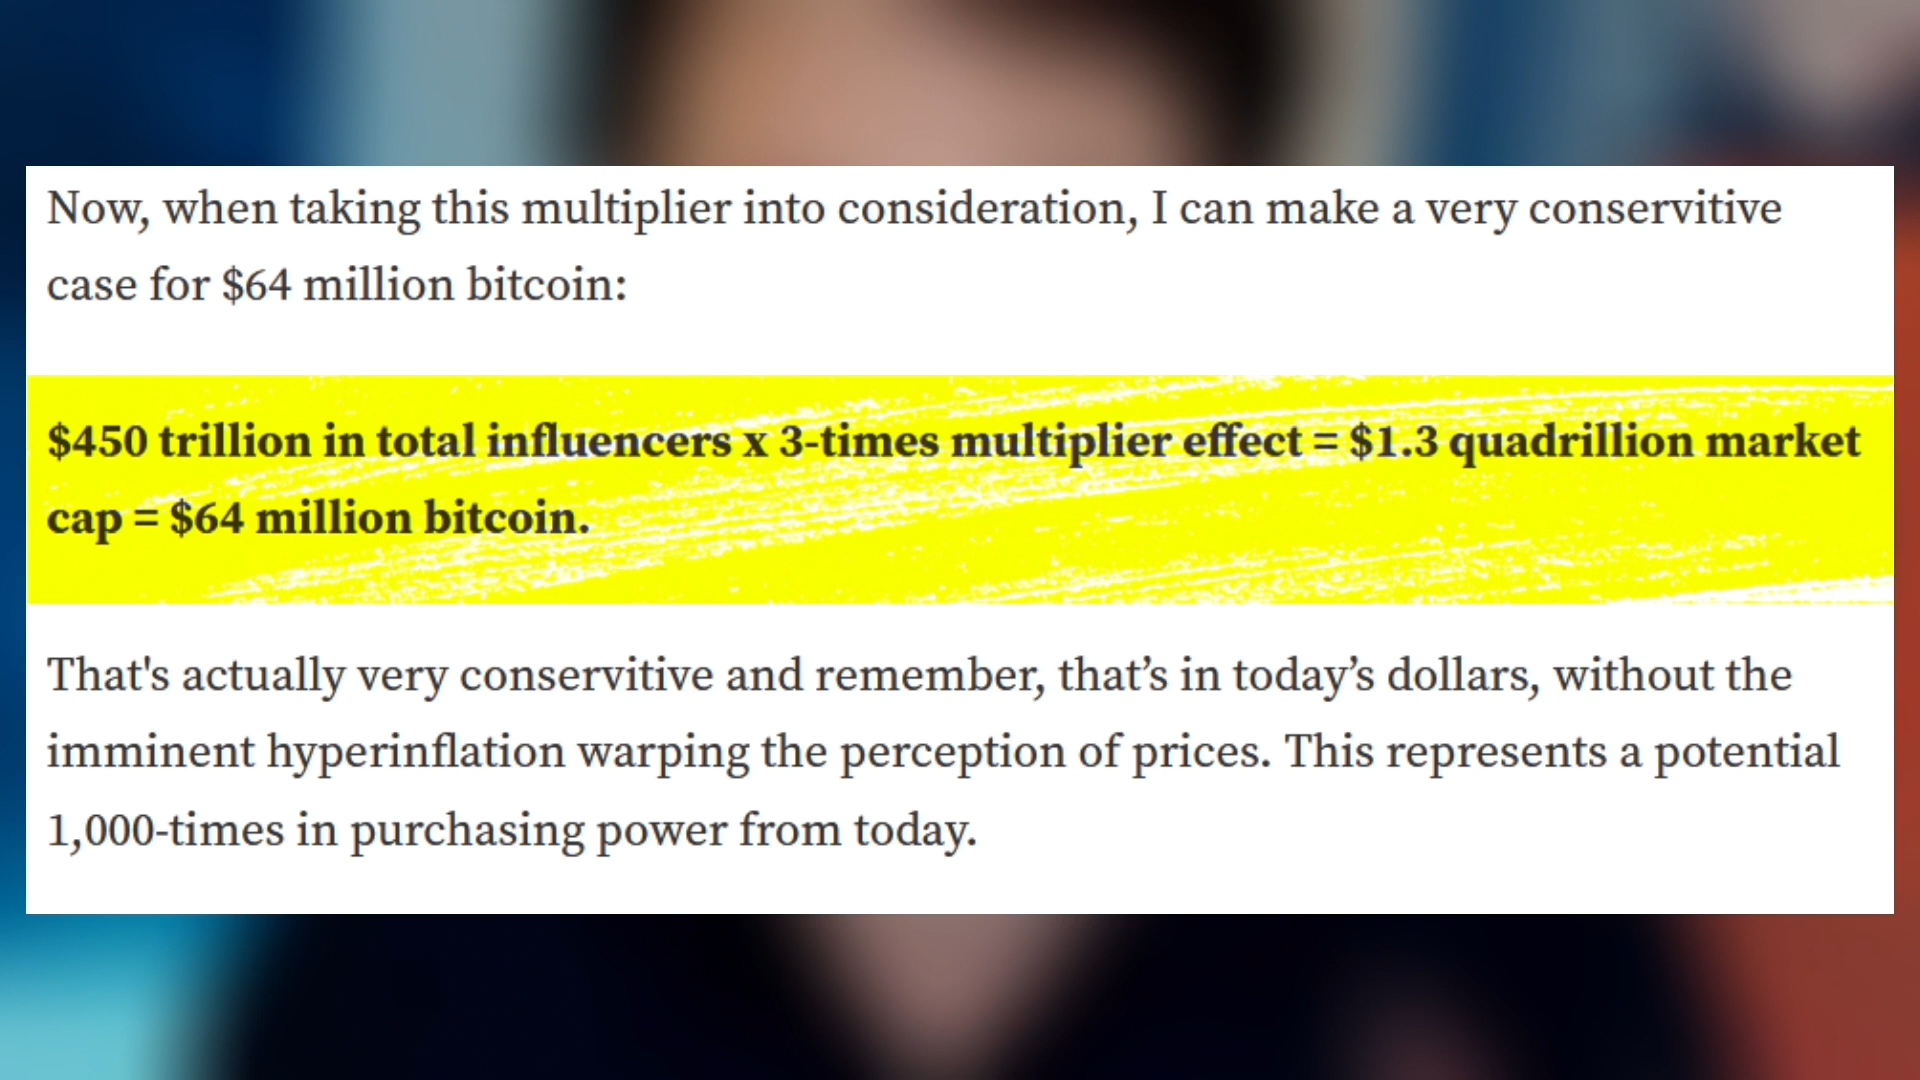 Now, when taking this multiplier into consideration, I can make a very conservitive
case for $64 million bitcoin:
$450 trillion in total influencers x 3-times multiplier effect = $1.3 quadrillion market
cap = $64 million bitcoin.
That's actually very conservitive and remember, that’s in today’s dollars, without the
imminent hyperinflation warping the perception of prices. This represents a potential
1,000-times in purchasing power from today.